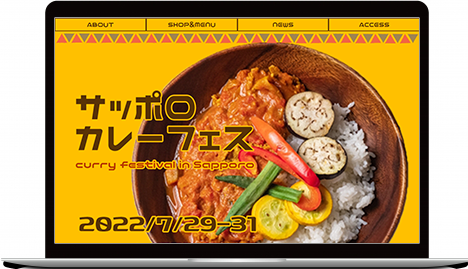 ABOUT
SHOP&MENU
NEWS
ACCESS
サッポロ
カレーフェス
curry festival in Sapporo
2022/7/29-31